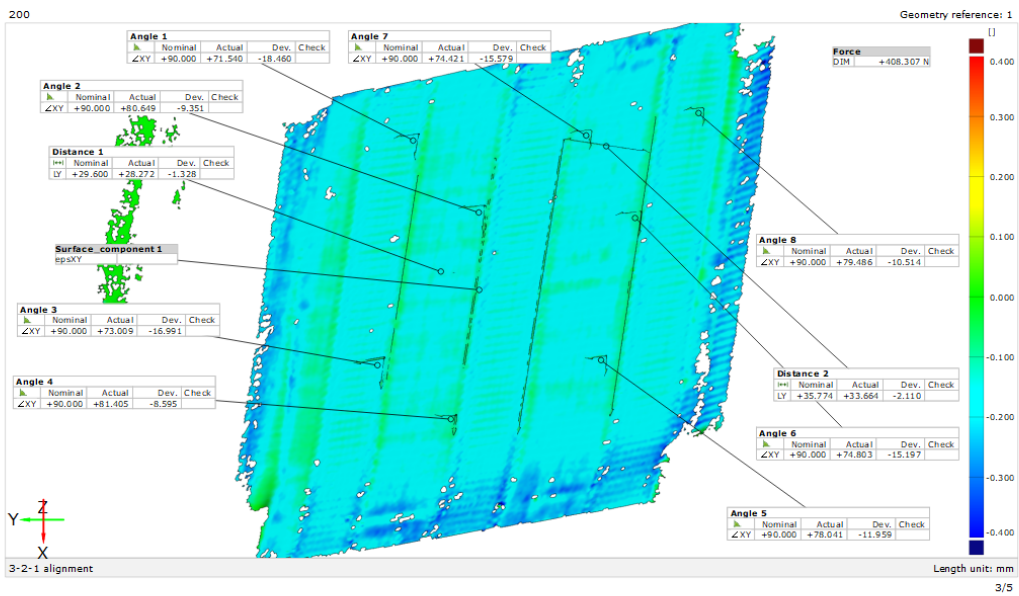 200
Geometry reference: 1
[]
Angle 1
Nominal Actual Dev. Check
∠XY +90.000 +71.540 -18.460
Angle 7
Nominal Actual Dev. Check
∠XY +90.000 +74.421 -15.579
Force
DIM +408.307 N
Angle 2
Nominal Actual Dev. Check
∠XY +90.000 +80.649 -9.351
Distance 1
Nominal Actual Dev. Check
LY +29.600 +28.272 -1.328
Surface_component 1
epsXY
Angle 3
Nominal Actual Dev. Check
∠XY +90.000 +73.009 -16.991
Angle 4
Nominal Actual Dev. Check
∠XY +90.000 +81.405 -8.595
Angle 8
Nominal Actual Dev. Check
∠XY +90.000 +79.486 -10.514
Distance 2
Nominal Actual Dev. Check
LY +35.774 +33.664 -2.110
Angle 6
Nominal Actual Dev. Check
∠XY +90.000 +74.803 -15.197
Angle 5
Nominal Actual Dev. Check
∠XY +90.000 +78.041 -11.959
0.400
0.300
0.200
0.100
0.000
-0.100
-0.200
-0.300
-0.400
Z
Y
X
3-2-1 alignment
Length unit: mm
3/5